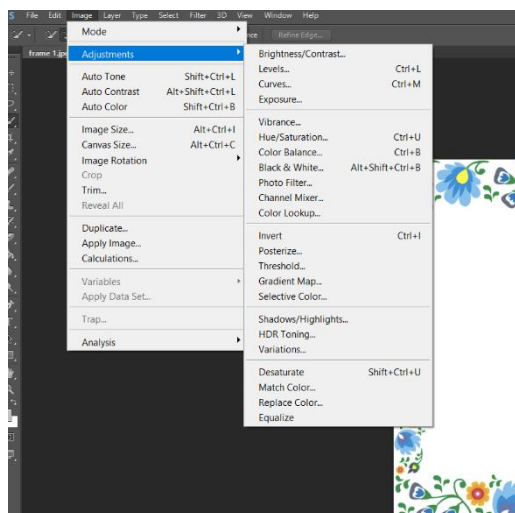 File Edit Image Layer Type Select Filter 3D View Window Help
Refine Edge...
frame 1.jpg
Mode
Adjustments
Auto Tone Shift+Ctrl+L
Auto Contrast Alt+Shift+Ctrl+L
Auto Color Shift+Ctrl+B
Image Size... Alt+Ctrl+I
Canvas Size... Alt+Ctrl+C
Image Rotation
Crop
Trim...
Reveal All
Duplicate...
Apply Image...
Calculations...
Variables
Apply Data Set...
Trap...
Analysis
Brightness/Contrast...
Levels... Ctrl+L
Curves... Ctrl+M
Exposure...
Vibrance...
Hue/Saturation... Ctrl+U
Color Balance... Ctrl+B
Black & White... Alt+Shift+Ctrl+B
Photo Filter...
Channel Mixer...
Color Lookup...
Invert Ctrl+I
Posterize...
Threshold...
Gradient Map...
Selective Color...
Shadows/Highlights...
HDR Toning...
Variations...
Desaturate Shift+Ctrl+U
Match Color...
Replace Color...
Equalize